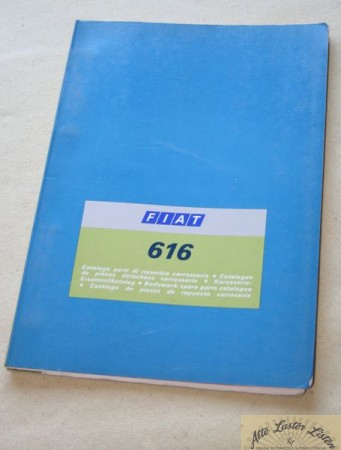 FIAT
616
Catalogo parti di ricambio carrozzeria • Catalogue
de pièces détachées carrosserie • Karosserie-
Ersatzteilkatalog • Bodywork spare parts catalogue
• Catálogo de piezas de repuesto carrocería
Alte Laster Listen